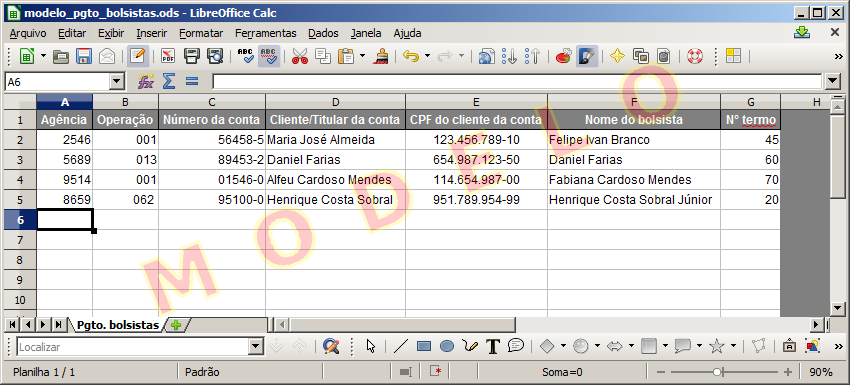 modelo_pgto_bolsistas.ods - LibreOffice Calc
Arquivo Editar Exibir Inserir Formatar Ferramentas Dados Janela Ajuda
A6
A B C D E F G H
1 Agência Operação Número da conta Cliente/Titular da conta CPF do cliente da conta Nome do bolsista N° termo
2 2546 001 56458-5 Maria José Almeida 123.456.789-10 Felipe Ivan Branco 45
3 5689 013 89453-2 Daniel Farias 654.987.123-50 Daniel Farias 60
4 9514 001 01546-0 Alfeu Cardoso Mendes 114.654.987-00 Fabiana Cardoso Mendes 70
5 8659 062 95100-0 Henrique Costa Sobral 951.789.954-99 Henrique Costa Sobral Júnior 20
6
7
8
9
10
MODELO
Pgto. bolsistas
Localizar
Planilha 1 / 1 Padrão Soma=0 90%